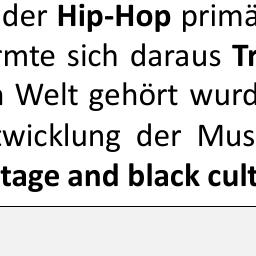 der Hip-Hop primä
rmte sich daraus Tr
n Welt gehört wurd
twicklung der Mus
tage and black cult